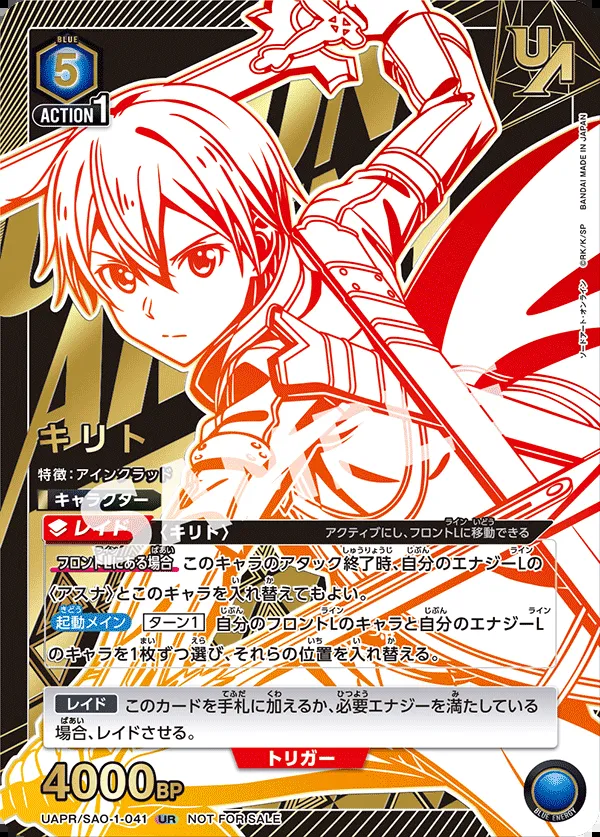 BLUE
5
ACTION 1
UA
BANDAI MADE IN JAPAN
©RK/K/SP
ソードアート・オンライン
キリト
特徴:アインクラッド
キャラクター
レイド 〈キリト〉 アクティブにし、フロントLに移動できる
フロントLにある場合 このキャラのアタック終了時、自分のエナジーLの
〈アスナ〉とこのキャラを入れ替えてもよい。
起動メイン ターン1 自分のフロントLのキャラと自分のエナジーL
のキャラを1枚ずつ選び、それらの位置を入れ替える。
レイド このカードを手札に加えるか、必要エナジーを満たしている
場合、レイドさせる。
トリガー
4000BP
BLUE ENERGY
UAPR/SAO-1-041 UR NOT FOR SALE